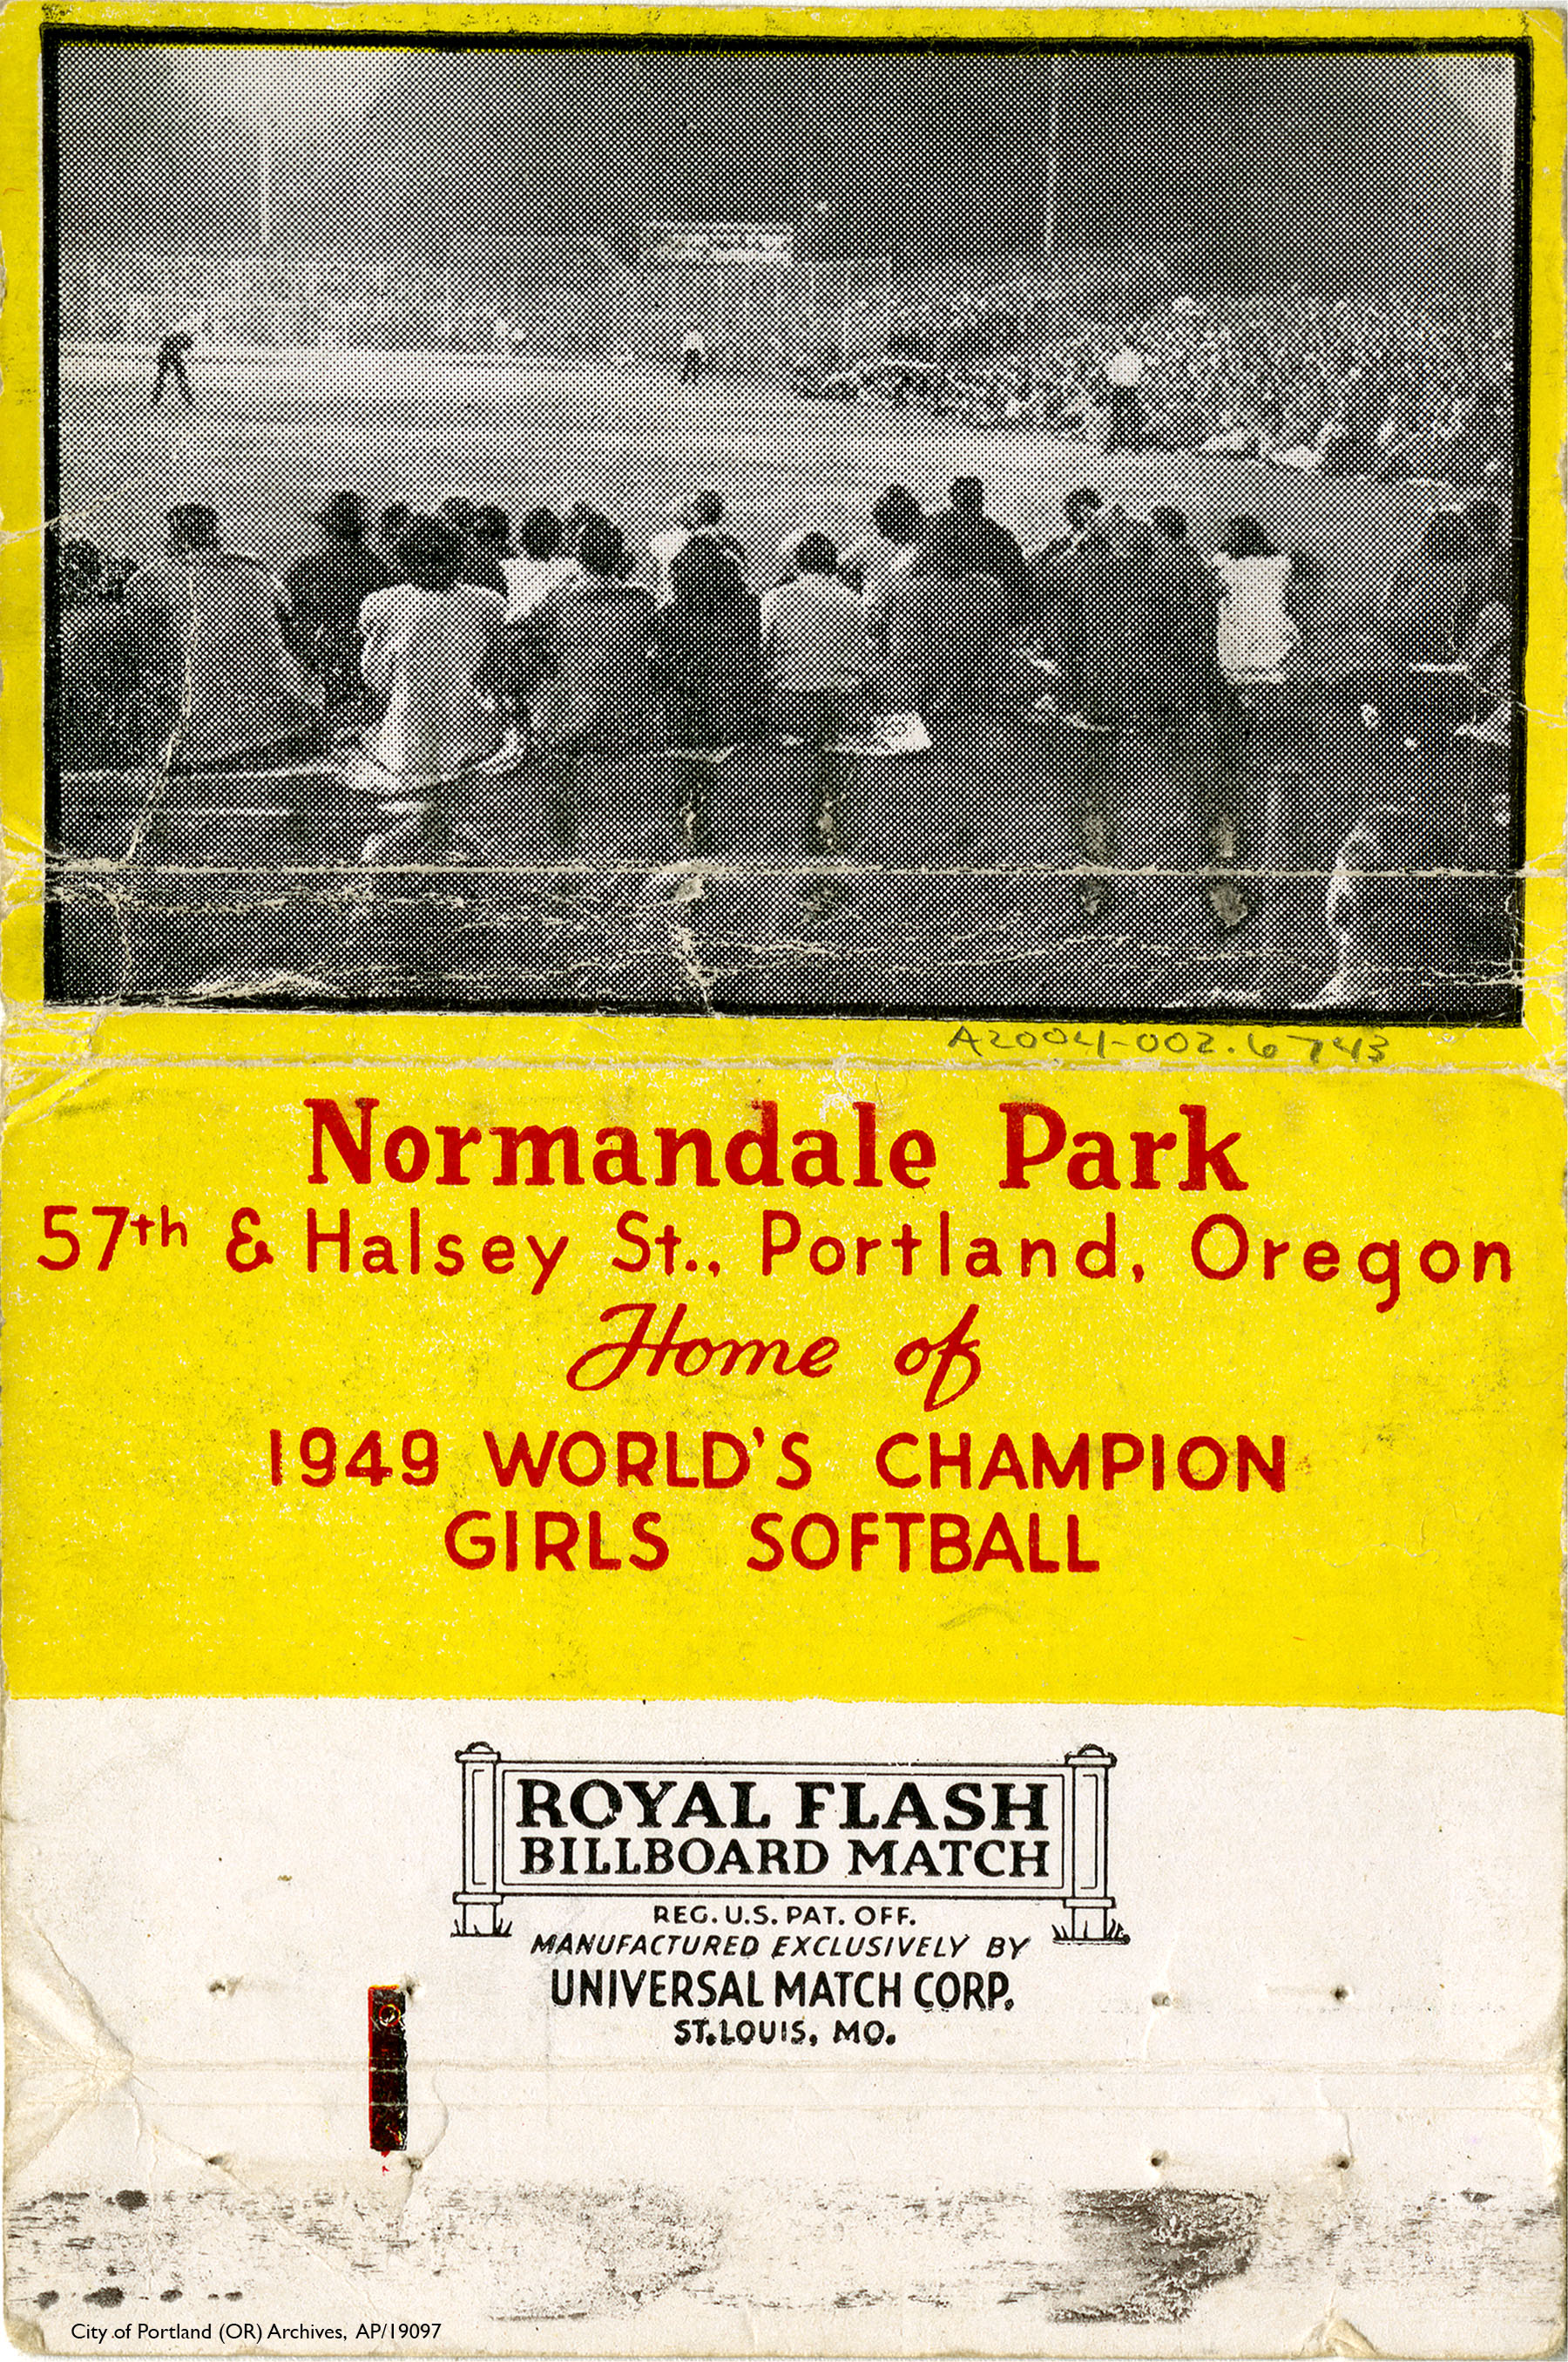 A2004-002.6743
Normandale Park
57th & Halsey St., Portland, Oregon
Home of
1949 WORLD'S CHAMPION
GIRLS SOFTBALL
ROYAL FLASH
BILLBOARD MATCH
REG. U.S. PAT. OFF.
MANUFACTURED EXCLUSIVELY BY
UNIVERSAL MATCH CORP.
ST. LOUIS, MO.
City of Portland (OR) Archives, AP/19097